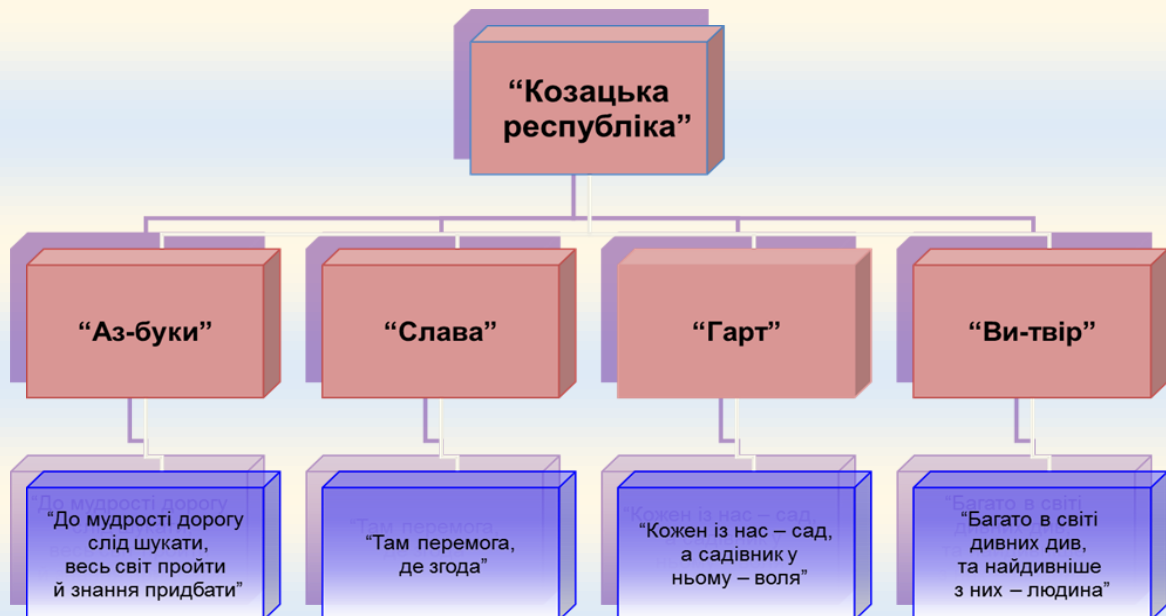 “Козацька
республіка”
“Аз-буки”
“Слава”
“Гарт”
“Ви-твір”
“До мудрості дорогу
слід шукати,
весь світ пройти
й знання придбати”
“Там перемога,
де згода”
“Кожен із нас – сад,
а садівник у
ньому – воля”
“Багато в світі
дивних див,
та найдивніше
з них – людина”